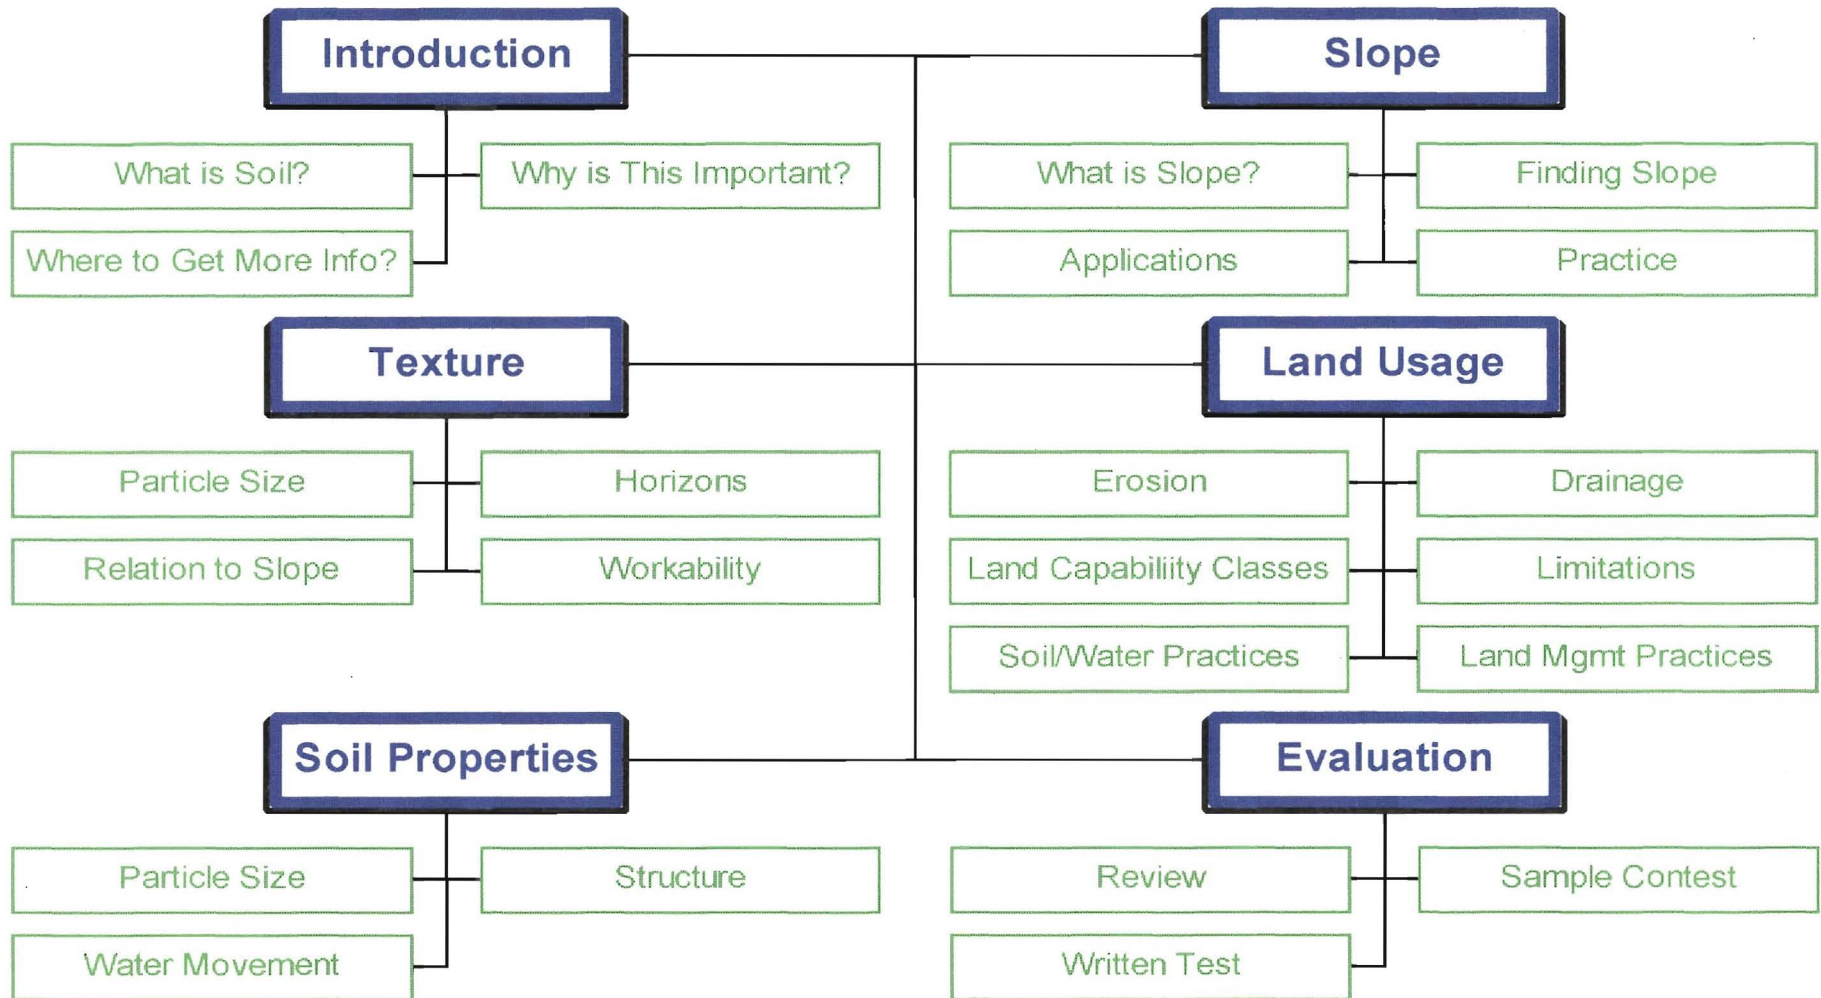 Introduction
What is Soil?
Why is This Important?
Where to Get More Info?
Slope
What is Slope?
Finding Slope
Applications
Practice
Texture
Particle Size
Horizons
Relation to Slope
Workability
Land Usage
Erosion
Drainage
Land Capabiliity Classes
Limitations
Soil/Water Practices
Land Mgmt Practices
Soil Properties
Particle Size
Structure
Water Movement
Evaluation
Review
Sample Contest
Written Test